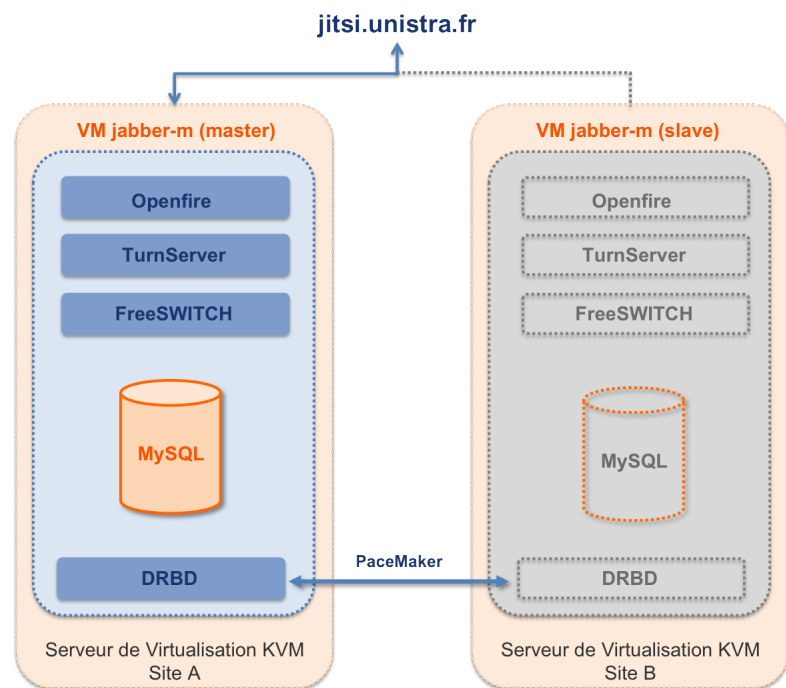 jitsi.unistra.fr
VM jabber-m (master)
Openfire
TurnServer
FreeSWITCH
MySQL
DRBD
Serveur de Virtualisation KVM
Site A
PaceMaker
VM jabber-m (slave)
Openfire
TurnServer
FreeSWITCH
MySQL
DRBD
Serveur de Virtualisation KVM
Site B